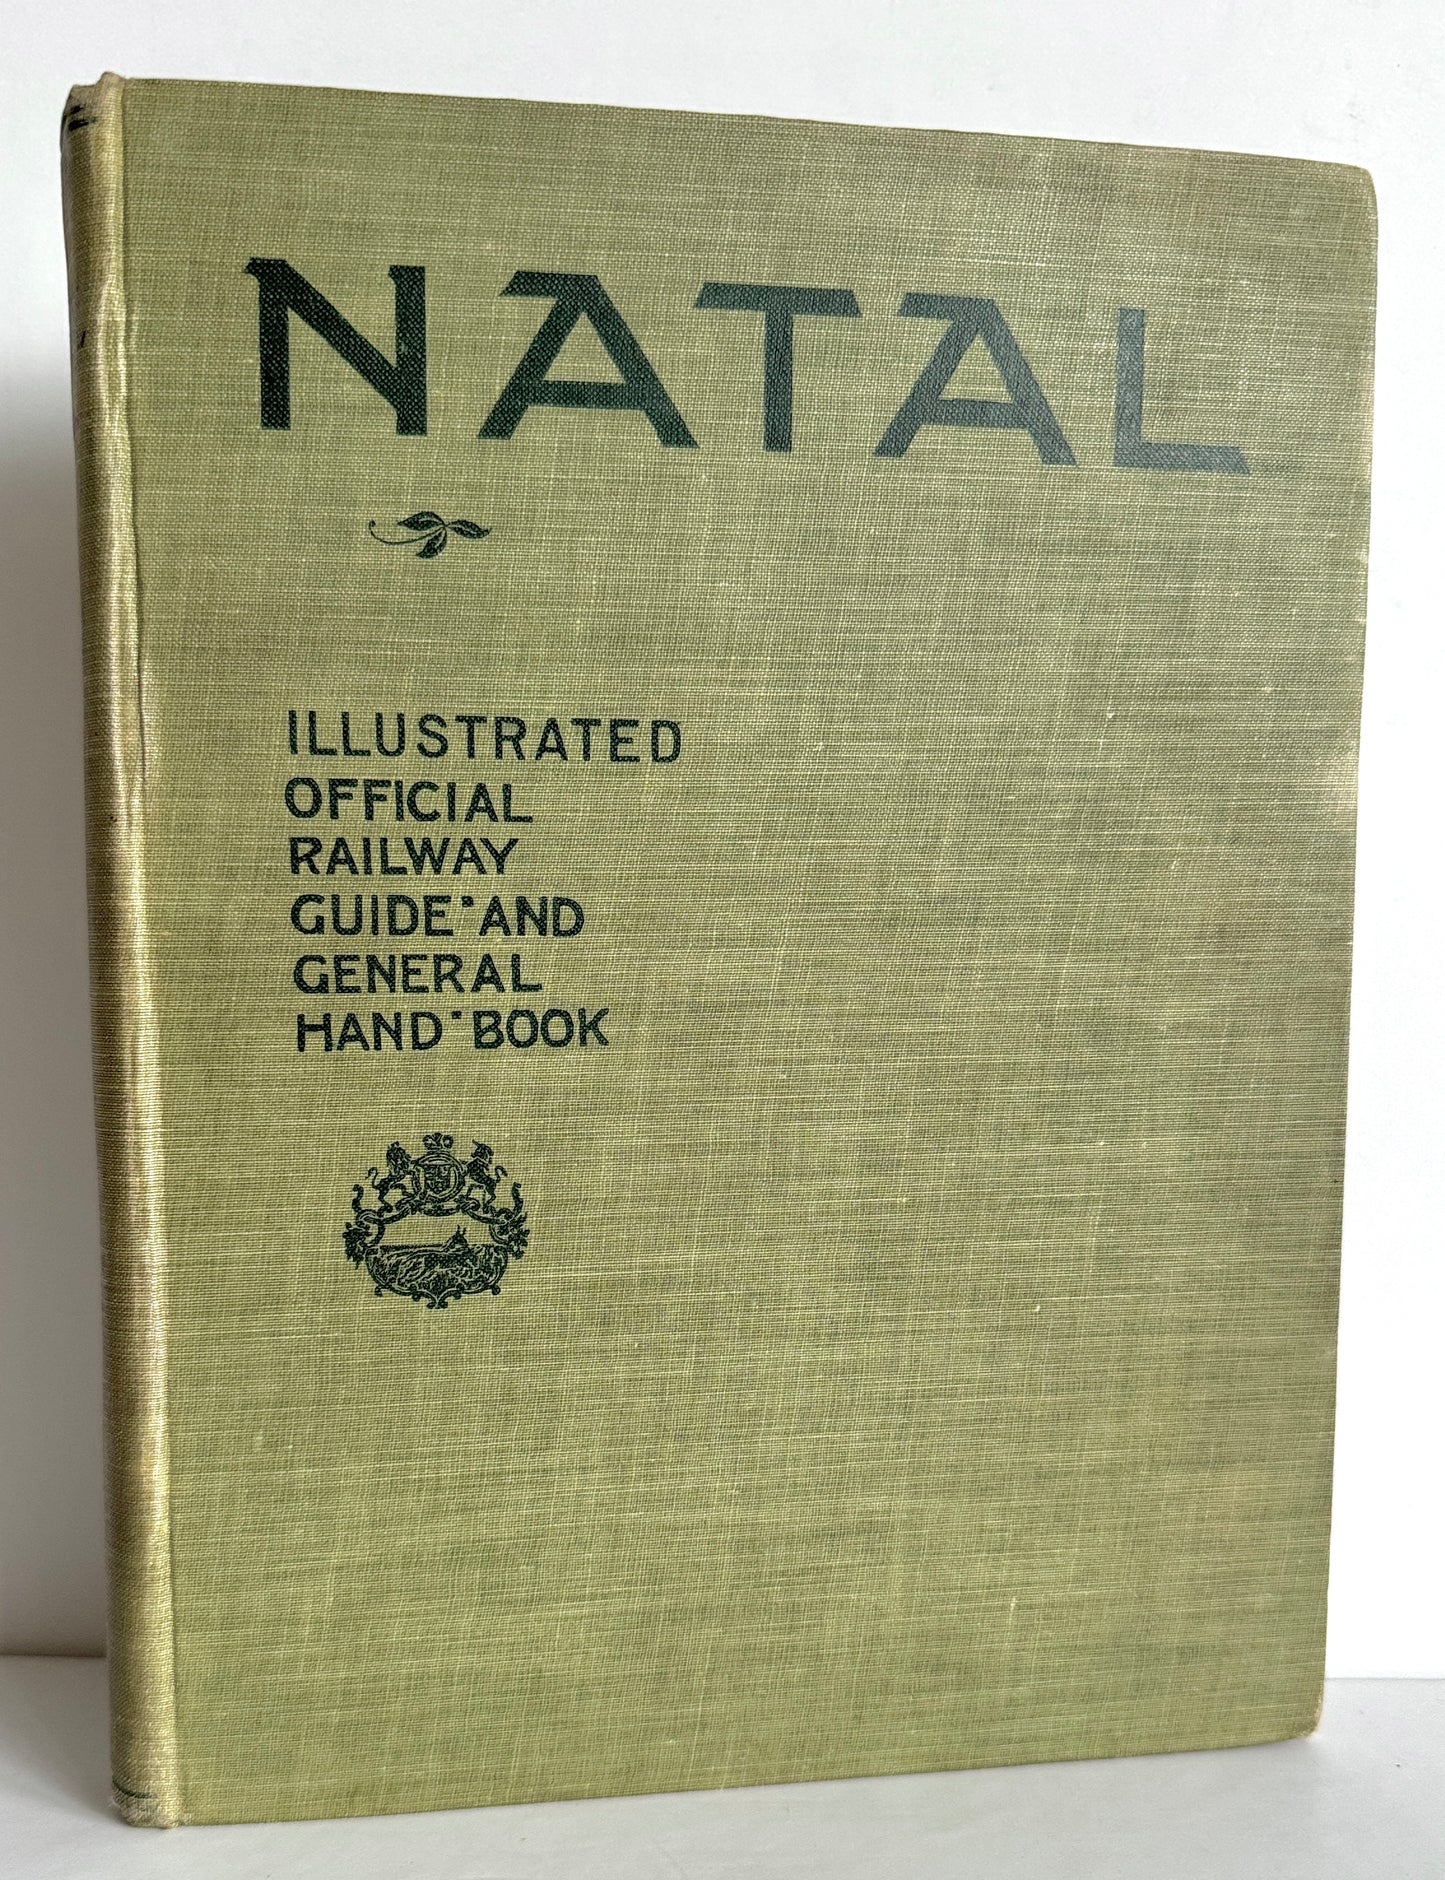 NATAL
ILLUSTRATED
OFFICIAL
RAILWAY
GUIDE·AND
GENERAL
HAND·BOOK